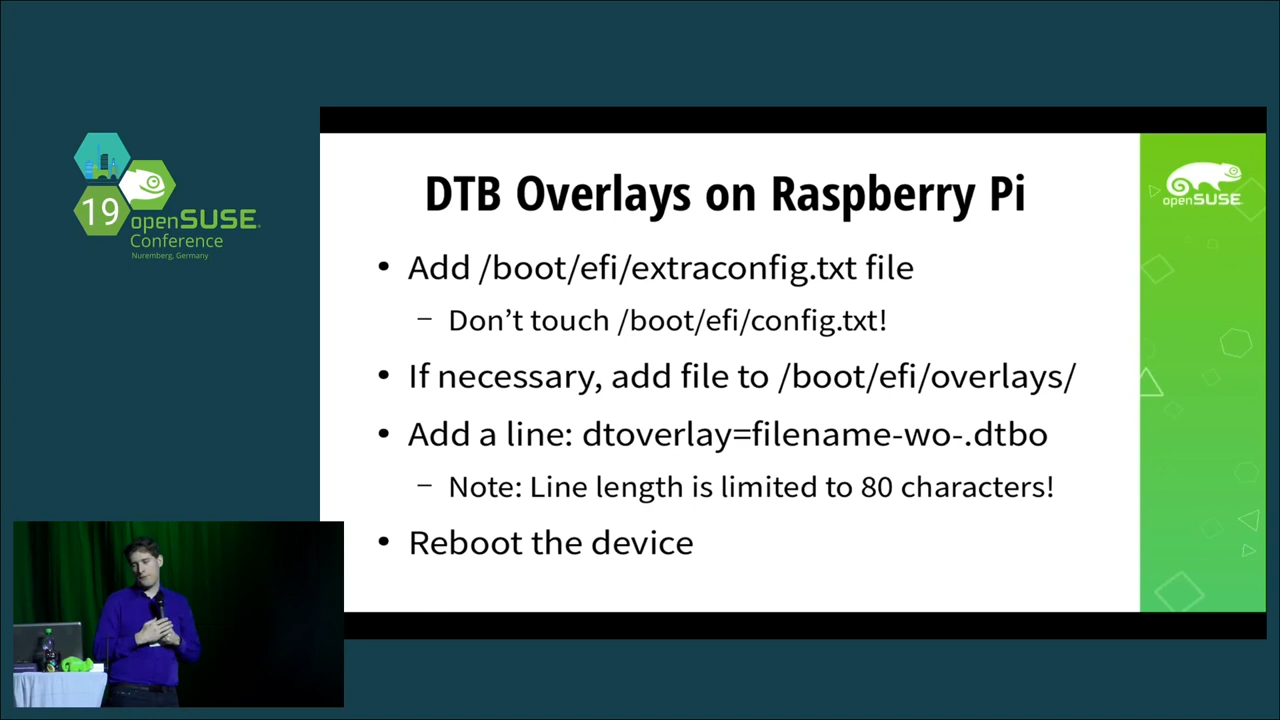 19
openSUSE
Conference
Nuremberg, Germany
DTB Overlays on Raspberry Pi
openSUSE
• Add /boot/efi/extraconfig.txt file
– Don’t touch /boot/efi/config.txt!
• If necessary, add file to /boot/efi/overlays/
• Add a line: dtoverlay=filename-wo-.dtbo
– Note: Line length is limited to 80 characters!
• Reboot the device